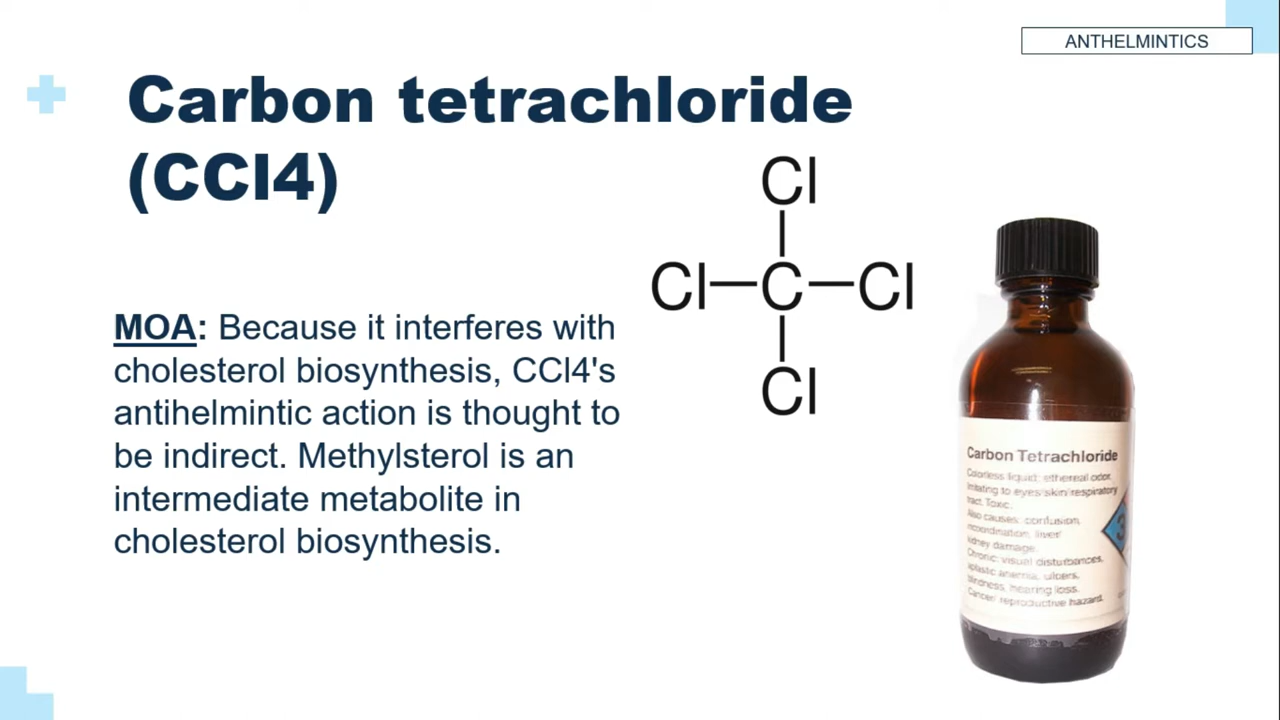 ANTHELMINTICS
Carbon tetrachloride
(CCl4)
Cl
Cl C Cl
Cl
MOA: Because it interferes with
cholesterol biosynthesis, CCl4's
antihelmintic action is thought to
be indirect. Methylsterol is an
intermediate metabolite in
cholesterol biosynthesis.
Carbon Tetrachloride
Colorless liquid; ethereal odor.
Irritating to eyes/skin/respiratory
tract. Toxic.
Also causes: confusion,
incoordination, liver/
kidney damage.
Chronic: visual disturbances,
aplastic anemia, ulcers,
blindness, hearing loss.
Cancer/ reproductive hazard.
3